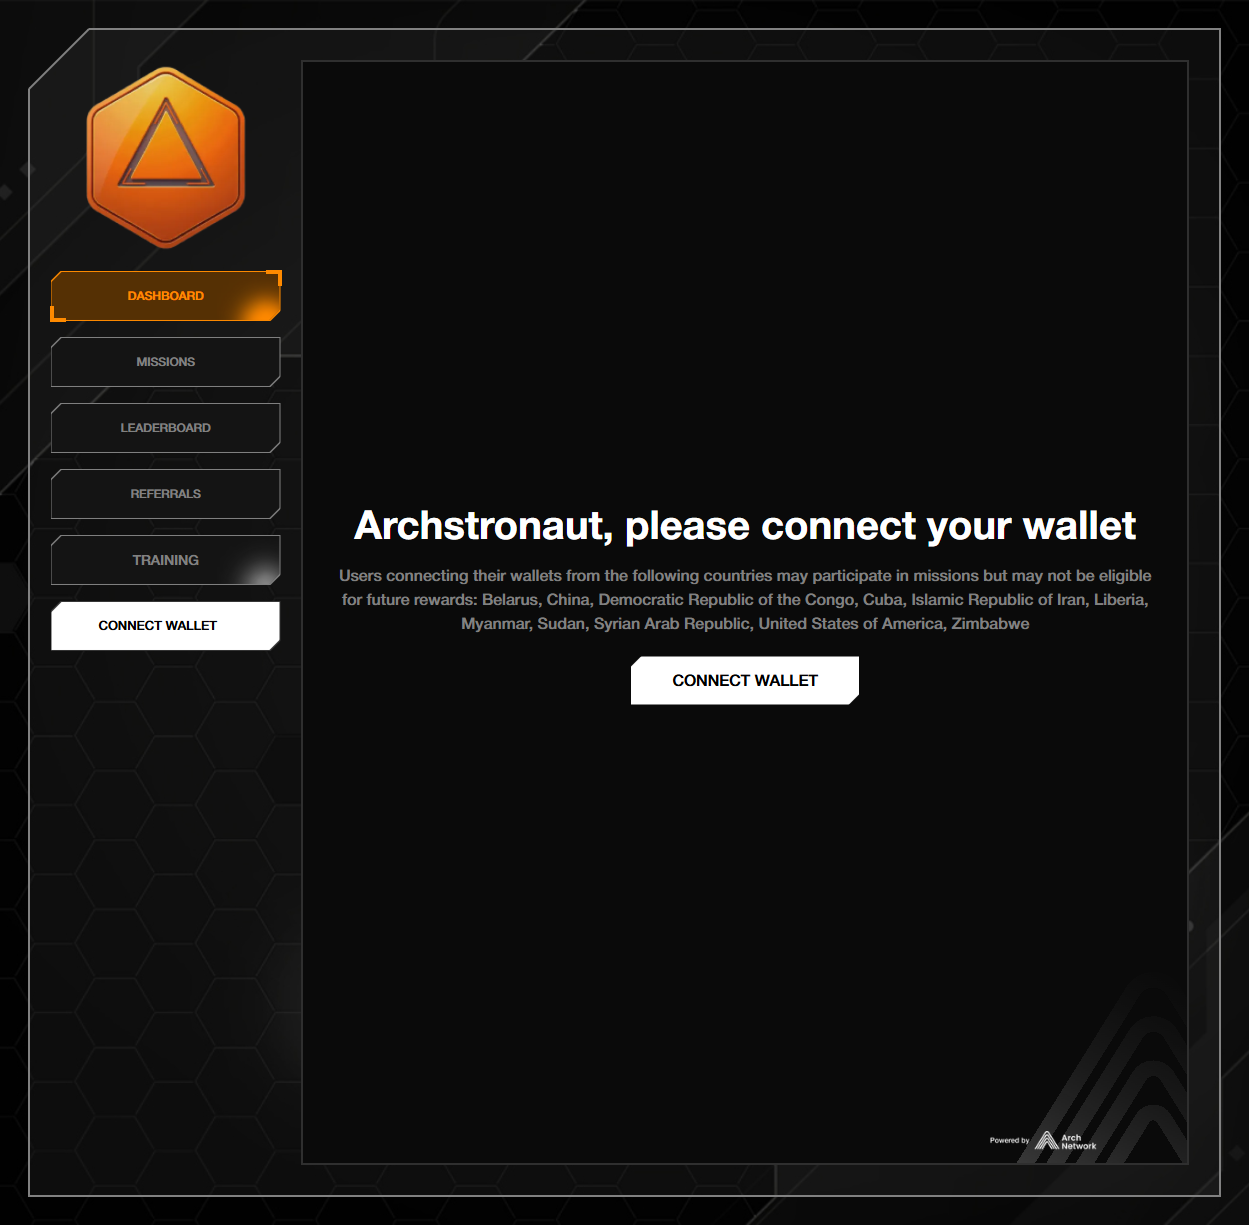 DASHBOARD
MISSIONS
LEADERBOARD
REFERRALS
TRAINING
CONNECT WALLET
Archstronaut, please connect your wallet
Users connecting their wallets from the following countries may participate in missions but may not be eligible
for future rewards: Belarus, China, Democratic Republic of the Congo, Cuba, Islamic Republic of Iran, Liberia,
Myanmar, Sudan, Syrian Arab Republic, United States of America, Zimbabwe
CONNECT WALLET
Powered by
Arch
Network